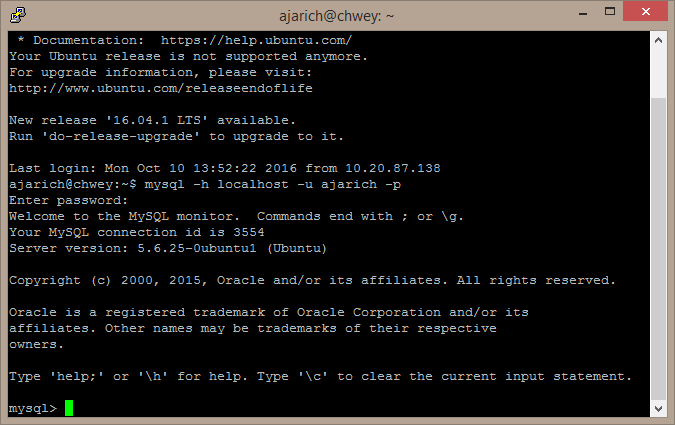 ajarich@chwey: ~
 * Documentation:  https://help.ubuntu.com/
Your Ubuntu release is not supported anymore.
For upgrade information, please visit:
http://www.ubuntu.com/releaseendoflife
New release '16.04.1 LTS' available.
Run 'do-release-upgrade' to upgrade to it.
Last login: Mon Oct 10 13:52:22 2016 from 10.20.87.138
ajarich@chwey:~$ mysql -h localhost -u ajarich -p
Enter password:
Welcome to the MySQL monitor.  Commands end with ; or \g.
Your MySQL connection id is 3554
Server version: 5.6.25-0ubuntu1 (Ubuntu)
Copyright (c) 2000, 2015, Oracle and/or its affiliates. All rights reserved.
Oracle is a registered trademark of Oracle Corporation and/or its
affiliates. Other names may be trademarks of their respective
owners.
Type 'help;' or '\h' for help. Type '\c' to clear the current input statement.
mysql>